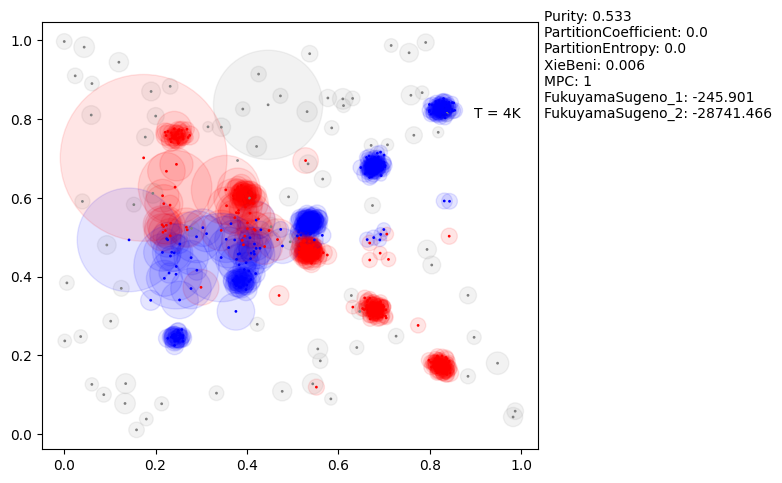 Purity: 0.533
PartitionCoefficient: 0.0
PartitionEntropy: 0.0
XieBeni: 0.006
MPC: 1
FukuyamaSugeno_1: -245.901
FukuyamaSugeno_2: -28741.466
T = 4K
1.0
0.8
0.6
0.4
0.2
0.0
0.0 0.2 0.4 0.6 0.8 1.0